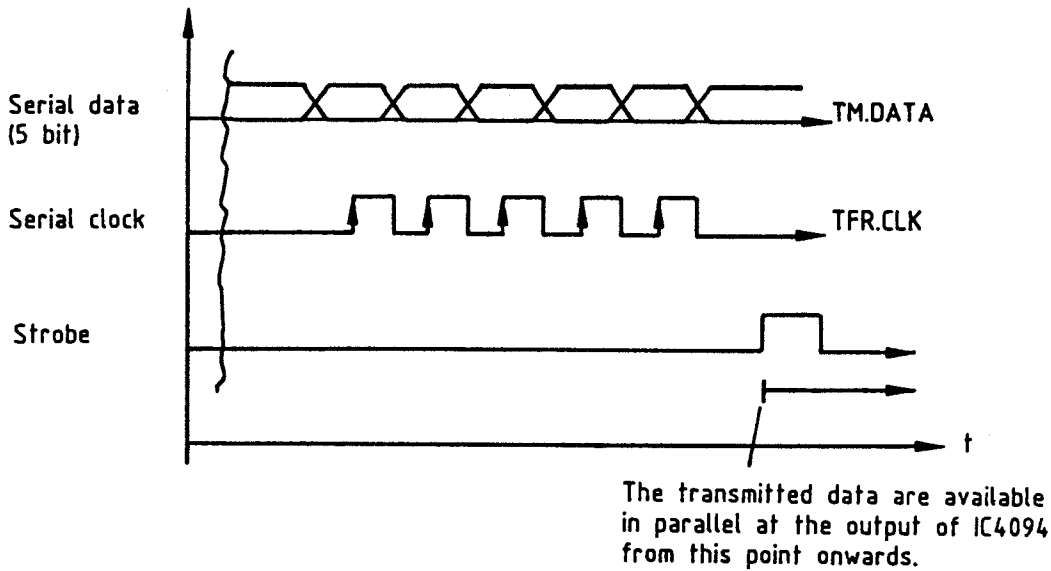 Serial data
(5 bit)
TM.DATA
Serial clock
TFR.CLK
Strobe
t
The transmitted data are available
in parallel at the output of IC4094
from this point onwards.